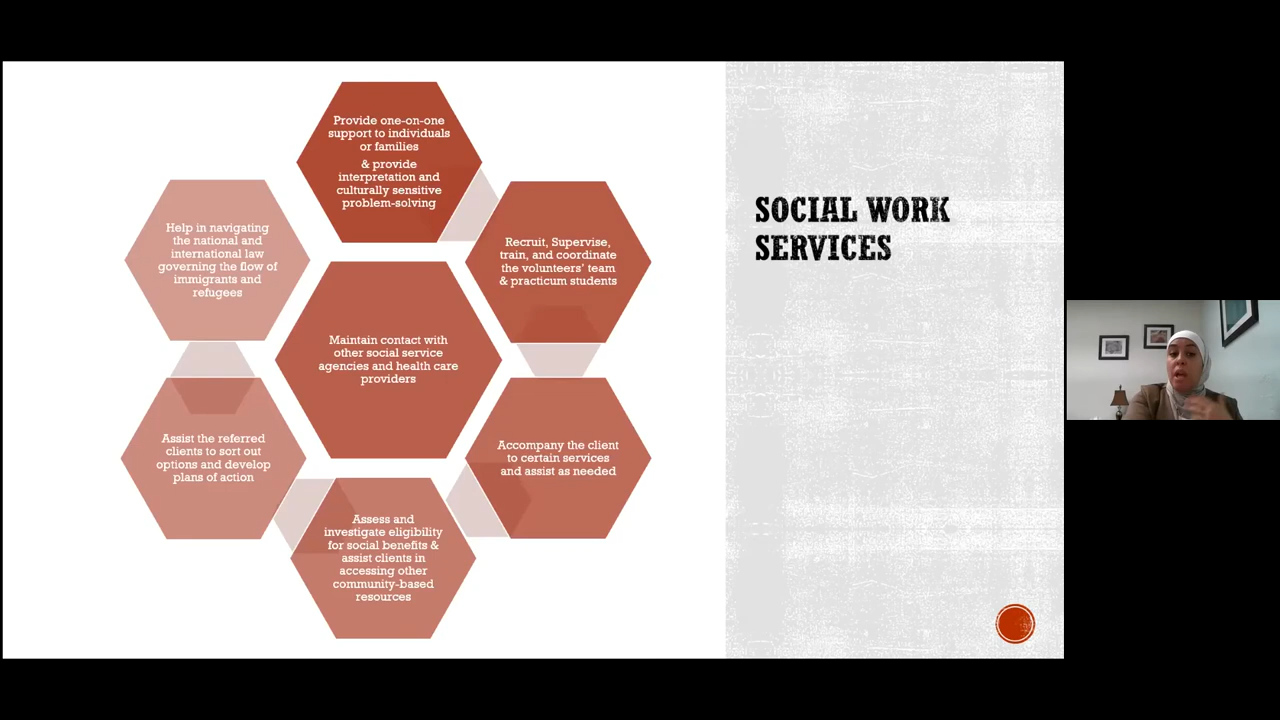 Provide one-on-one
support to individuals
or families
& provide
interpretation and
culturally sensitive
problem-solving
Recruit, Supervise,
train, and coordinate
the volunteers' team
& practicum students
Accompany the client
to certain services
and assist as needed
Assess and
investigate eligibility
for social benefits &
assist clients in
accessing other
community-based
resources
Assist the referred
clients to sort out
options and develop
plans of action
Help in navigating
the national and
international law
governing the flow of
immigrants and
refugees
Maintain contact with
other social service
agencies and health care
providers
SOCIAL WORK
SERVICES